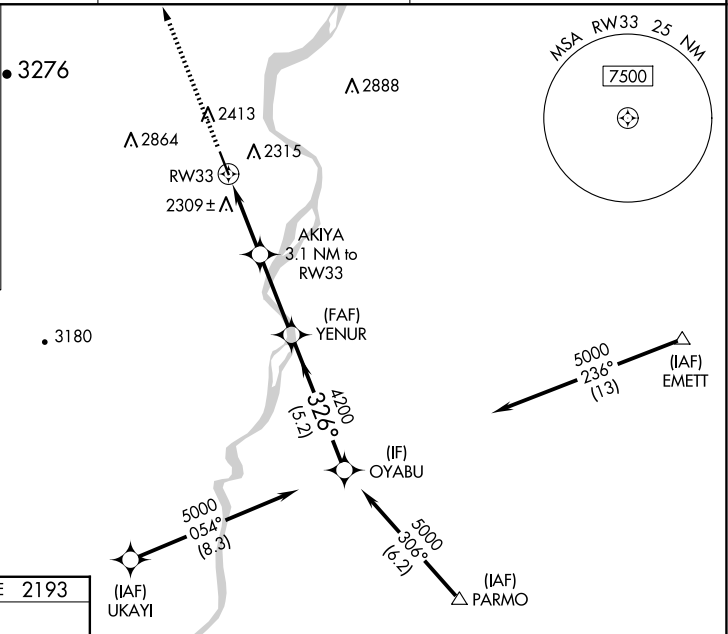 3276
2888
MSA RW33 25 NM
7500
2413
2864
2315
RW33
2309±
AKIYA
3.1 NM to
RW33
(FAF)
YENUR
3180
5000
236°
(13)
(IAF)
EMETT
4200
326°
(5.2)
(IF)
OYABU
5000
054°
(8.3)
5000
306°
(6.2)
(IAF)
UKAYI
(IAF)
PARMO
E 2193